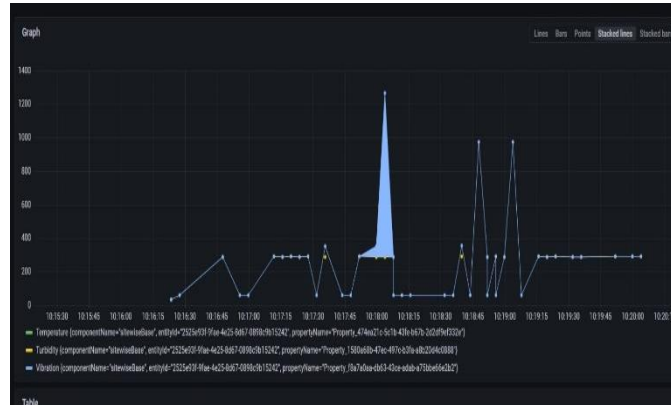 Graph
Lines Bars Points Stacked lines Stacked bars
1400
1200
1000
800
600
400
200
0
10:15:30 10:15:45 10:16:00 10:16:15 10:16:30 10:16:45 10:17:00 10:17:15 10:17:30 10:17:45 10:18:00 10:18:15 10:18:30 10:18:45 10:19:00 10:19:15 10:19:30 10:19:45 10:20:00 10:20:15
Temperature {componentName="sitewiseBase", entityId="2525e93f-9fae-4e25-8d67-0898c9b15242", propertyName="Property_474ea21c-5c1b-43fe-b67b-2d2df9ef332e"}
Turbidity {componentName="sitewiseBase", entityId="2525e93f-9fae-4e25-8d67-0898c9b15242", propertyName="Property_1580a68b-47ec-497c-b3fa-a8b20d4c0888"}
Vibration {componentName="sitewiseBase", entityId="2525e93f-9fae-4e25-8d67-0898c9b15242", propertyName="Property_f8a7a0aa-db63-43ce-adab-a75bbe66e2b2"}
Table